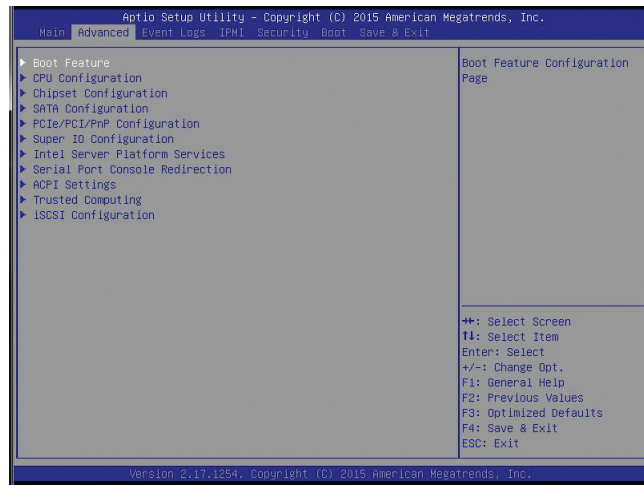 Aptio Setup Utility – Copyright (C) 2015 American Megatrends, Inc.
Main Advanced Event Logs IPMI Security Boot Save & Exit
Boot Feature
CPU Configuration
Chipset Configuration
SATA Configuration
PCIe/PCI/PnP Configuration
Super IO Configuration
Intel Server Platform Services
Serial Port Console Redirection
ACPI Settings
Trusted Computing
iSCSI Configuration
Boot Feature Configuration
Page
→←: Select Screen
↑↓: Select Item
Enter: Select
+/-: Change Opt.
F1: General Help
F2: Previous Values
F3: Optimized Defaults
F4: Save & Exit
ESC: Exit
Version 2.17.1254. Copyright (C) 2015 American Megatrends, Inc.